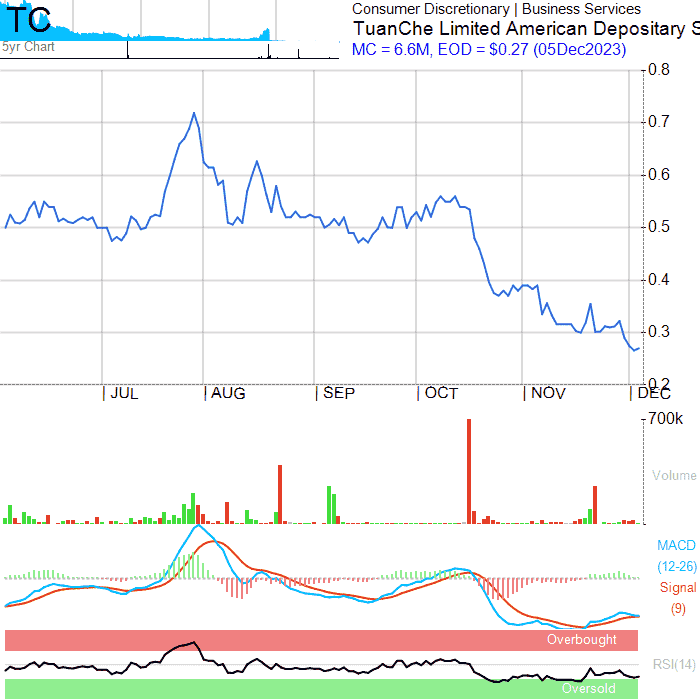 TC
5yr Chart
Consumer Discretionary | Business Services
TuanChe Limited American Depositary S
MC = 6.6M, EOD = $0.27 (05Dec2023)
0.8
0.7
0.6
0.5
0.4
0.3
0.2
| JUL | AUG | SEP | OCT | NOV | DEC
700k
Volume
MACD
(12-26)
Signal
(9)
Overbought
RSI(14)
Oversold